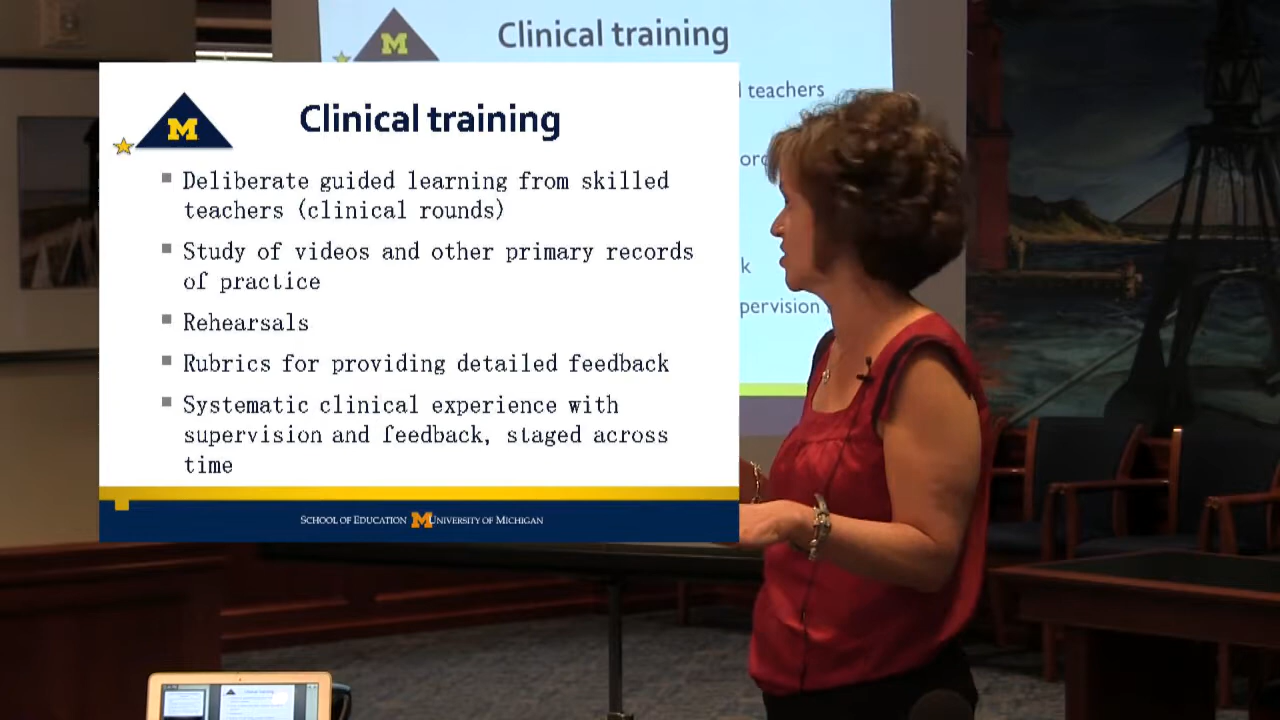 Clinical training
teachers
pervision
M
Clinical training
Deliberate guided learning from skilled
teachers (clinical rounds)
Study of videos and other primary records
of practice
Rehearsals
Rubrics for providing detailed feedback
Systematic clinical experience with
supervision and feedback, staged across
time
SCHOOL OF EDUCATION M UNIVERSITY OF MICHIGAN